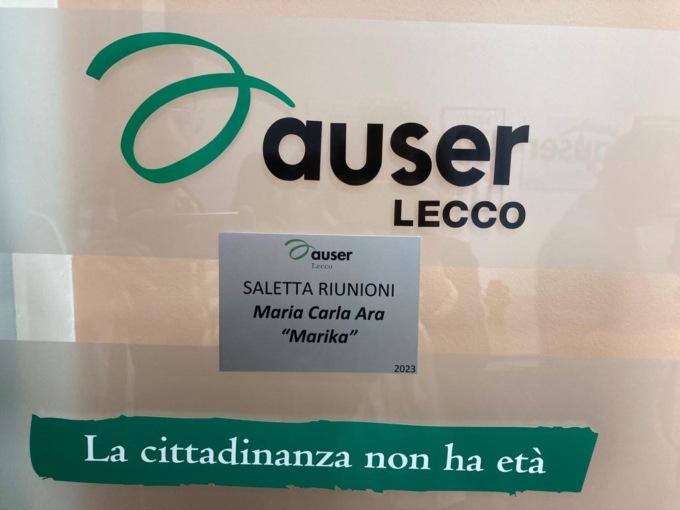 auser
LECCO
auser
Lecco
SALETTA RIUNIONI
Maria Carla Ara
“Marika”
2023
La cittadinanza non ha età